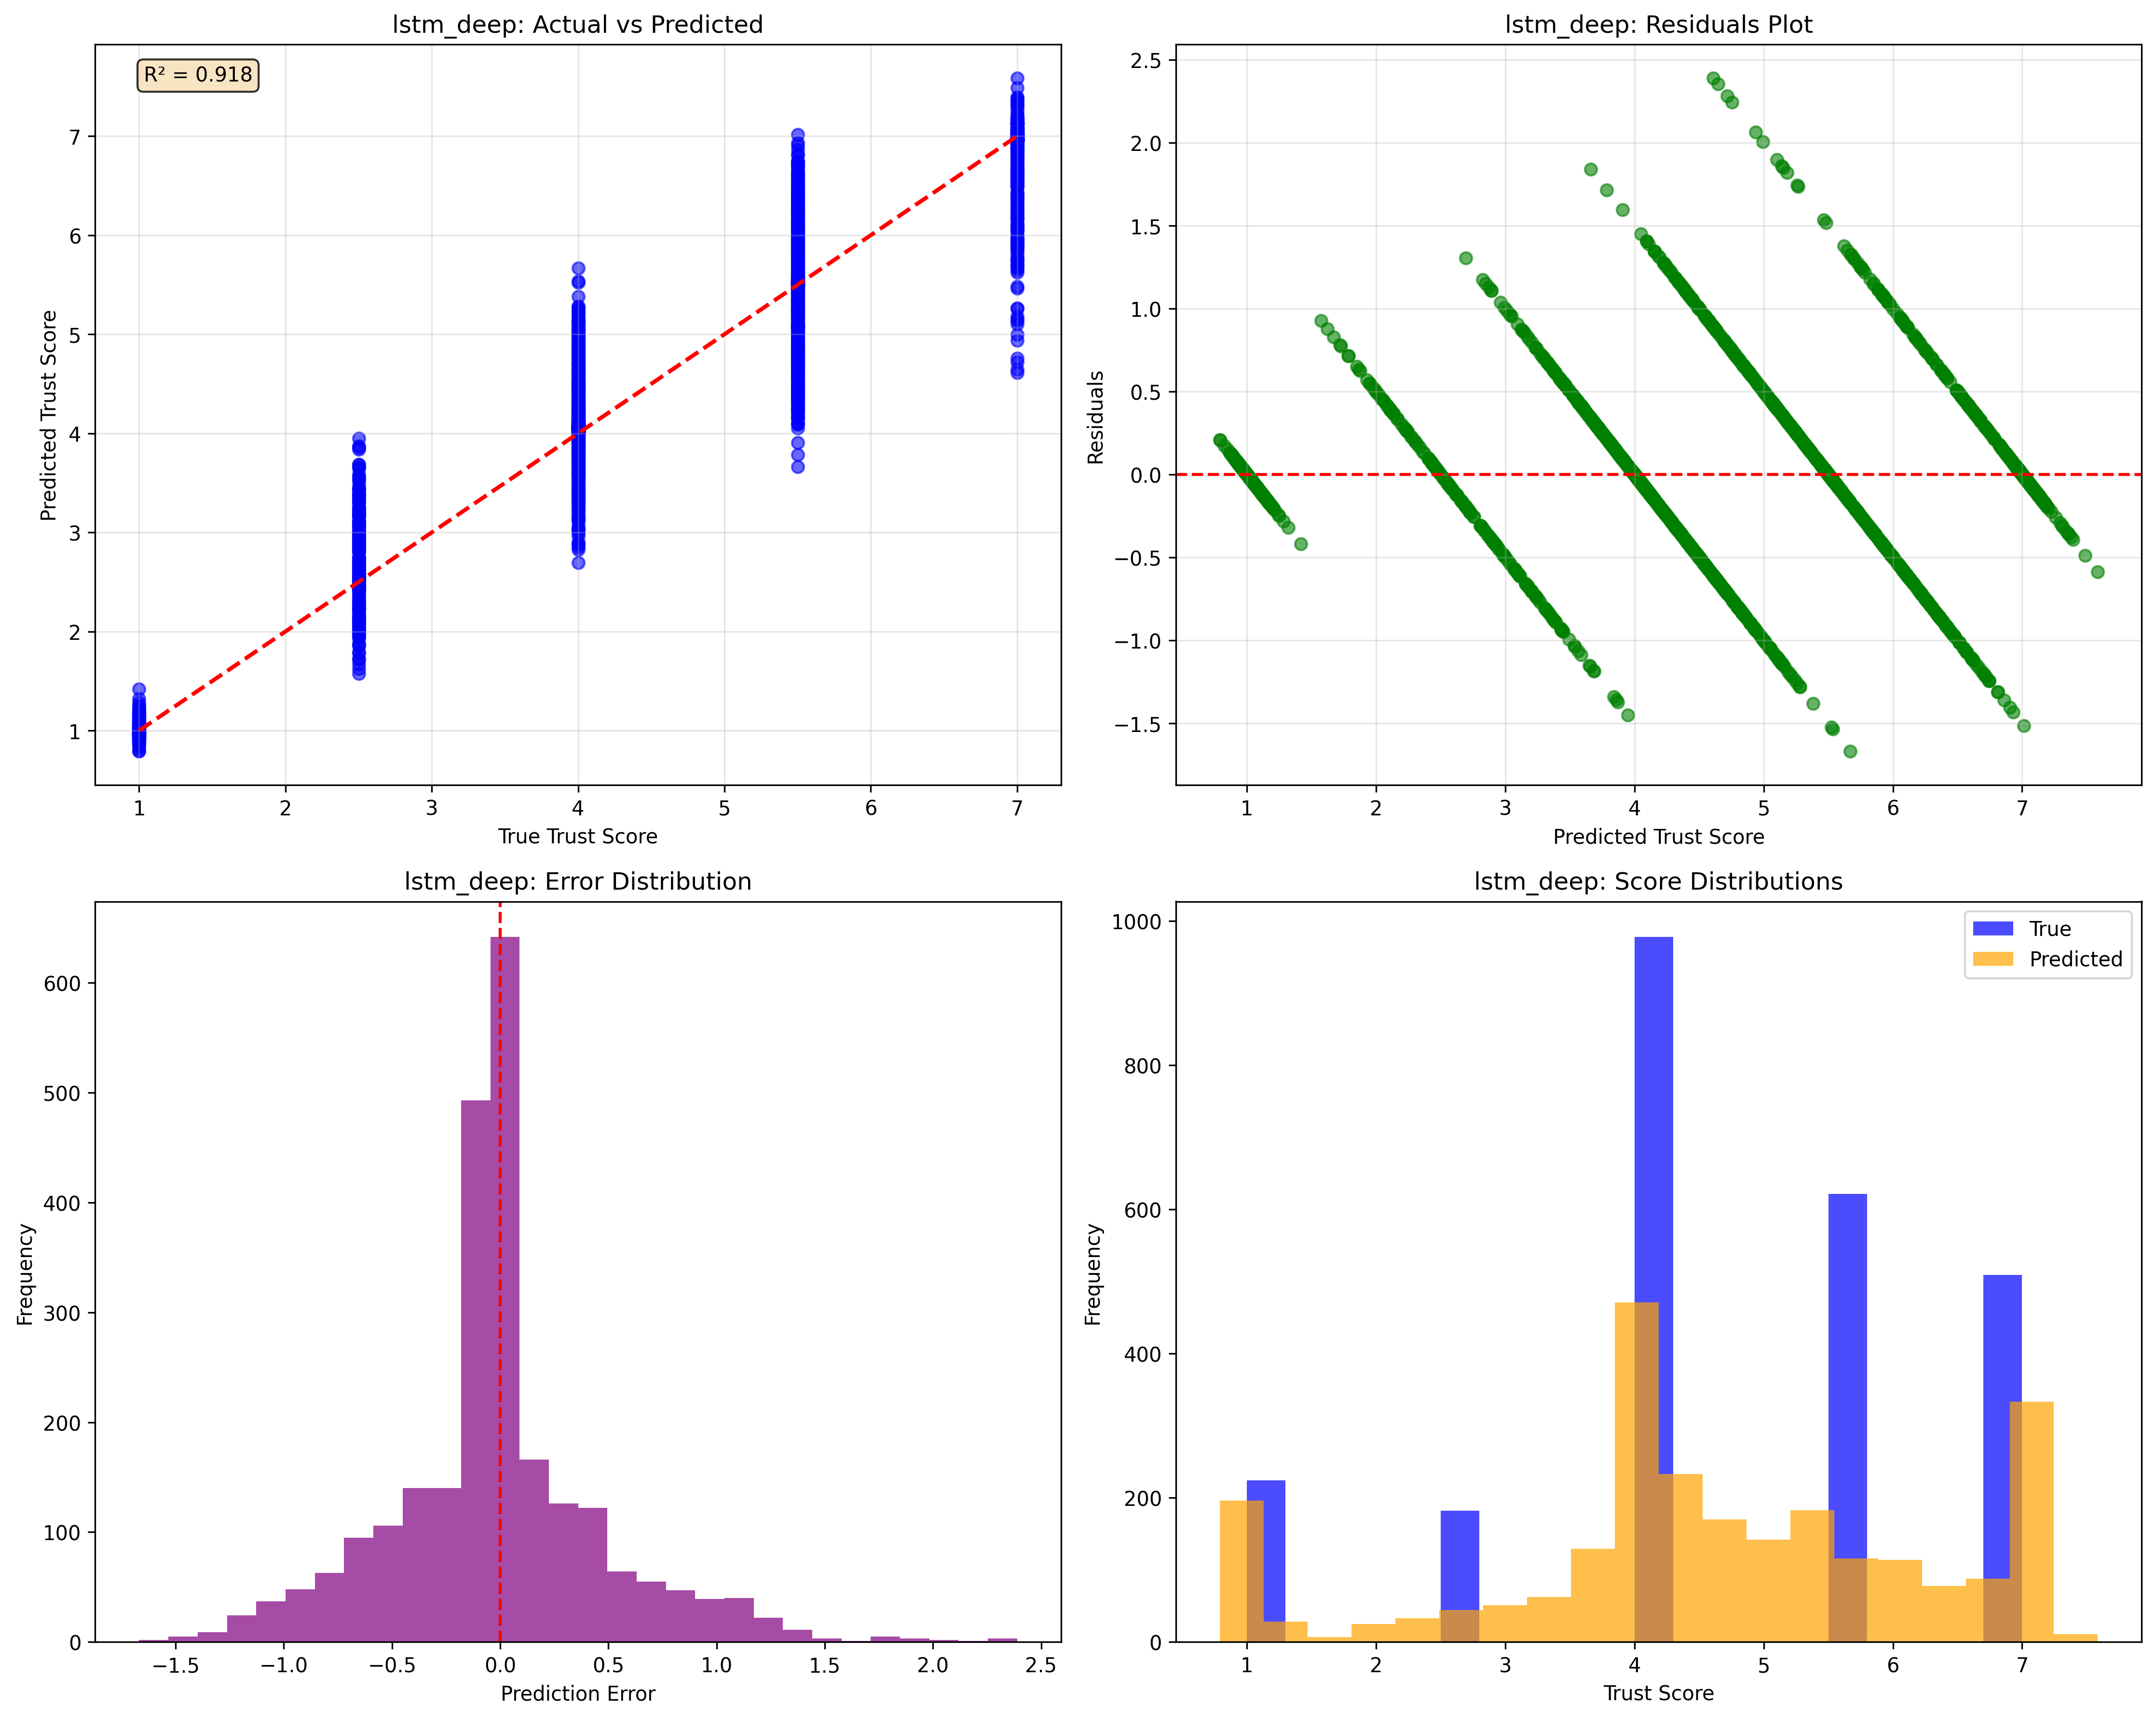 lstm_deep: Actual vs Predicted
R² = 0.918
7
6
5
4
3
2
1
Predicted Trust Score
1 2 3 4 5 6 7
True Trust Score
lstm_deep: Residuals Plot
2.5
2.0
1.5
1.0
0.5
0.0
−0.5
−1.0
−1.5
Residuals
1 2 3 4 5 6 7
Predicted Trust Score
lstm_deep: Error Distribution
600
500
400
300
200
100
0
Frequency
−1.5 −1.0 −0.5 0.0 0.5 1.0 1.5 2.0 2.5
Prediction Error
lstm_deep: Score Distributions
True
Predicted
1000
800
600
400
200
0
Frequency
1 2 3 4 5 6 7
Trust Score